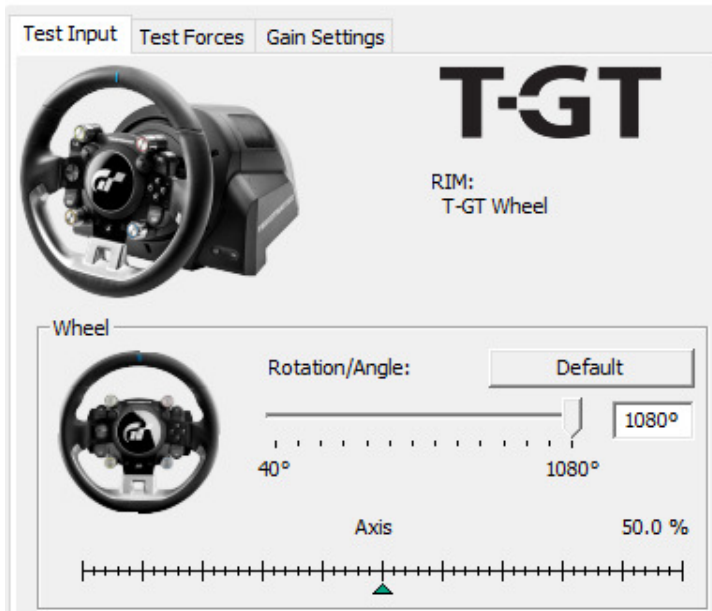 Test Input
Test Forces
Gain Settings
T-GT
RIM:
T-GT Wheel
Wheel
Rotation/Angle:
Default
1080°
40°
1080°
Axis
50.0 %